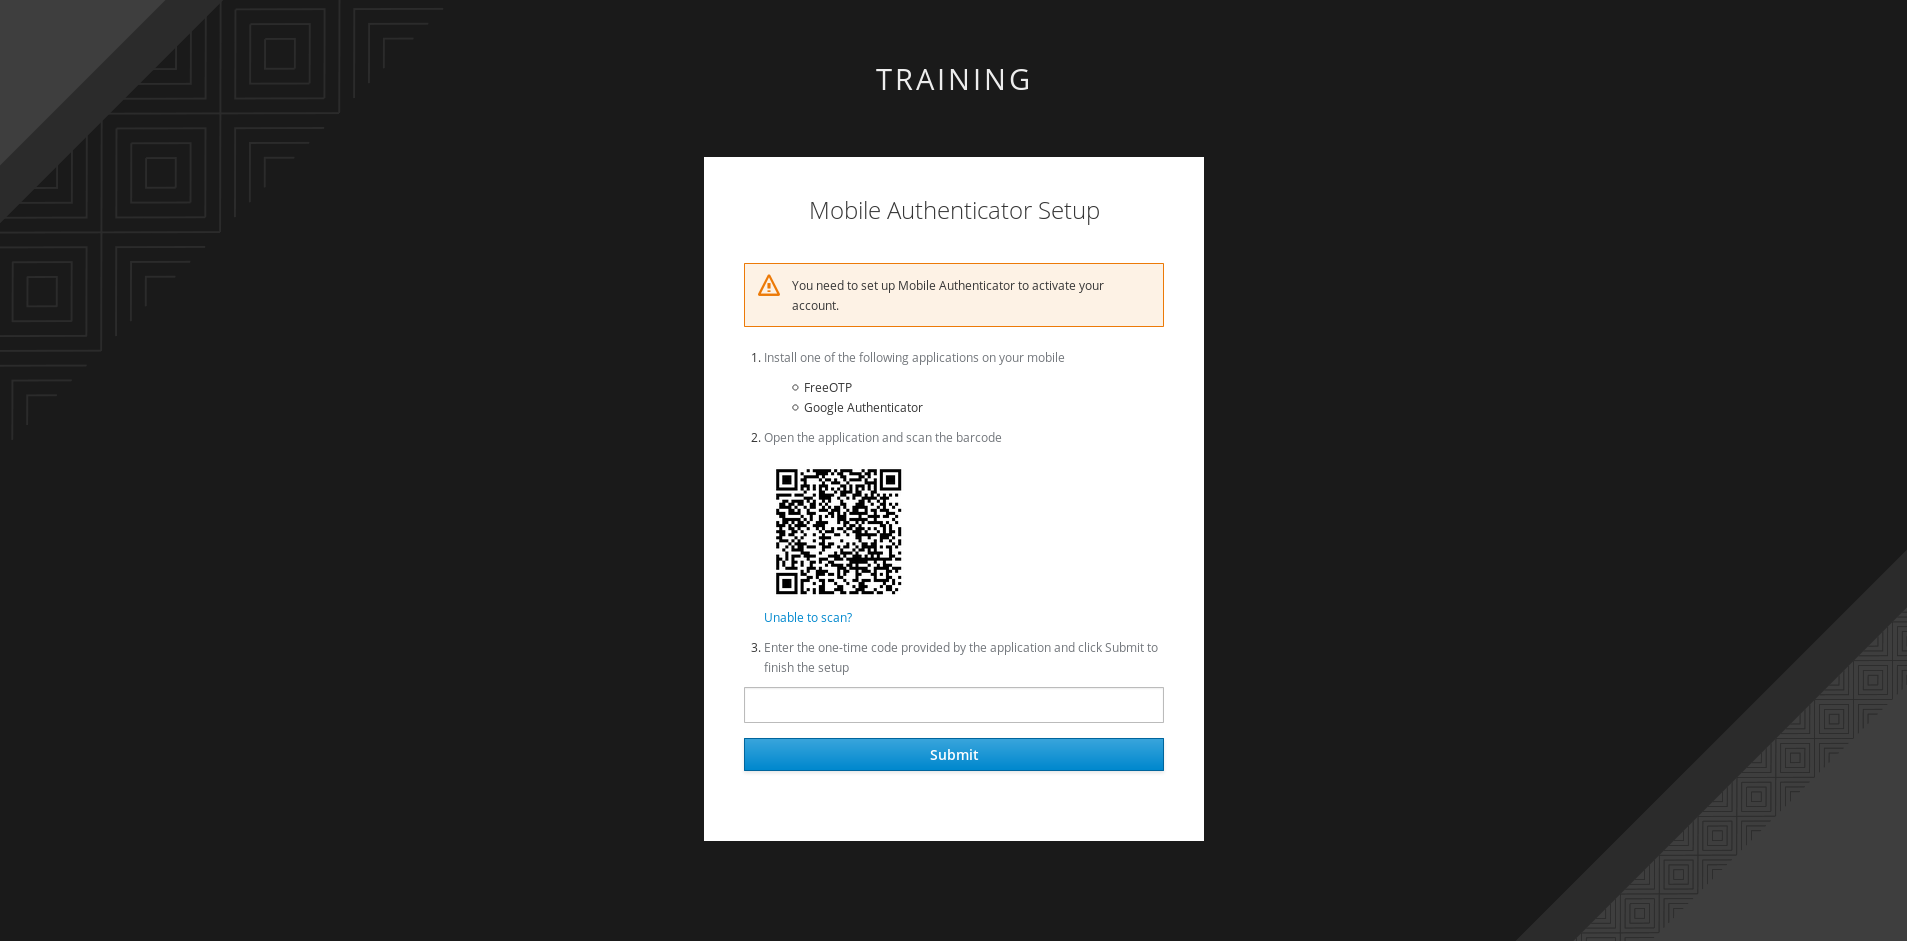 TRAINING
Mobile Authenticator Setup
You need to set up Mobile Authenticator to activate your
account.
1. Install one of the following applications on your mobile
FreeOTP
Google Authenticator
2. Open the application and scan the barcode
Unable to scan?
3. Enter the one-time code provided by the application and click Submit to
finish the setup
Submit